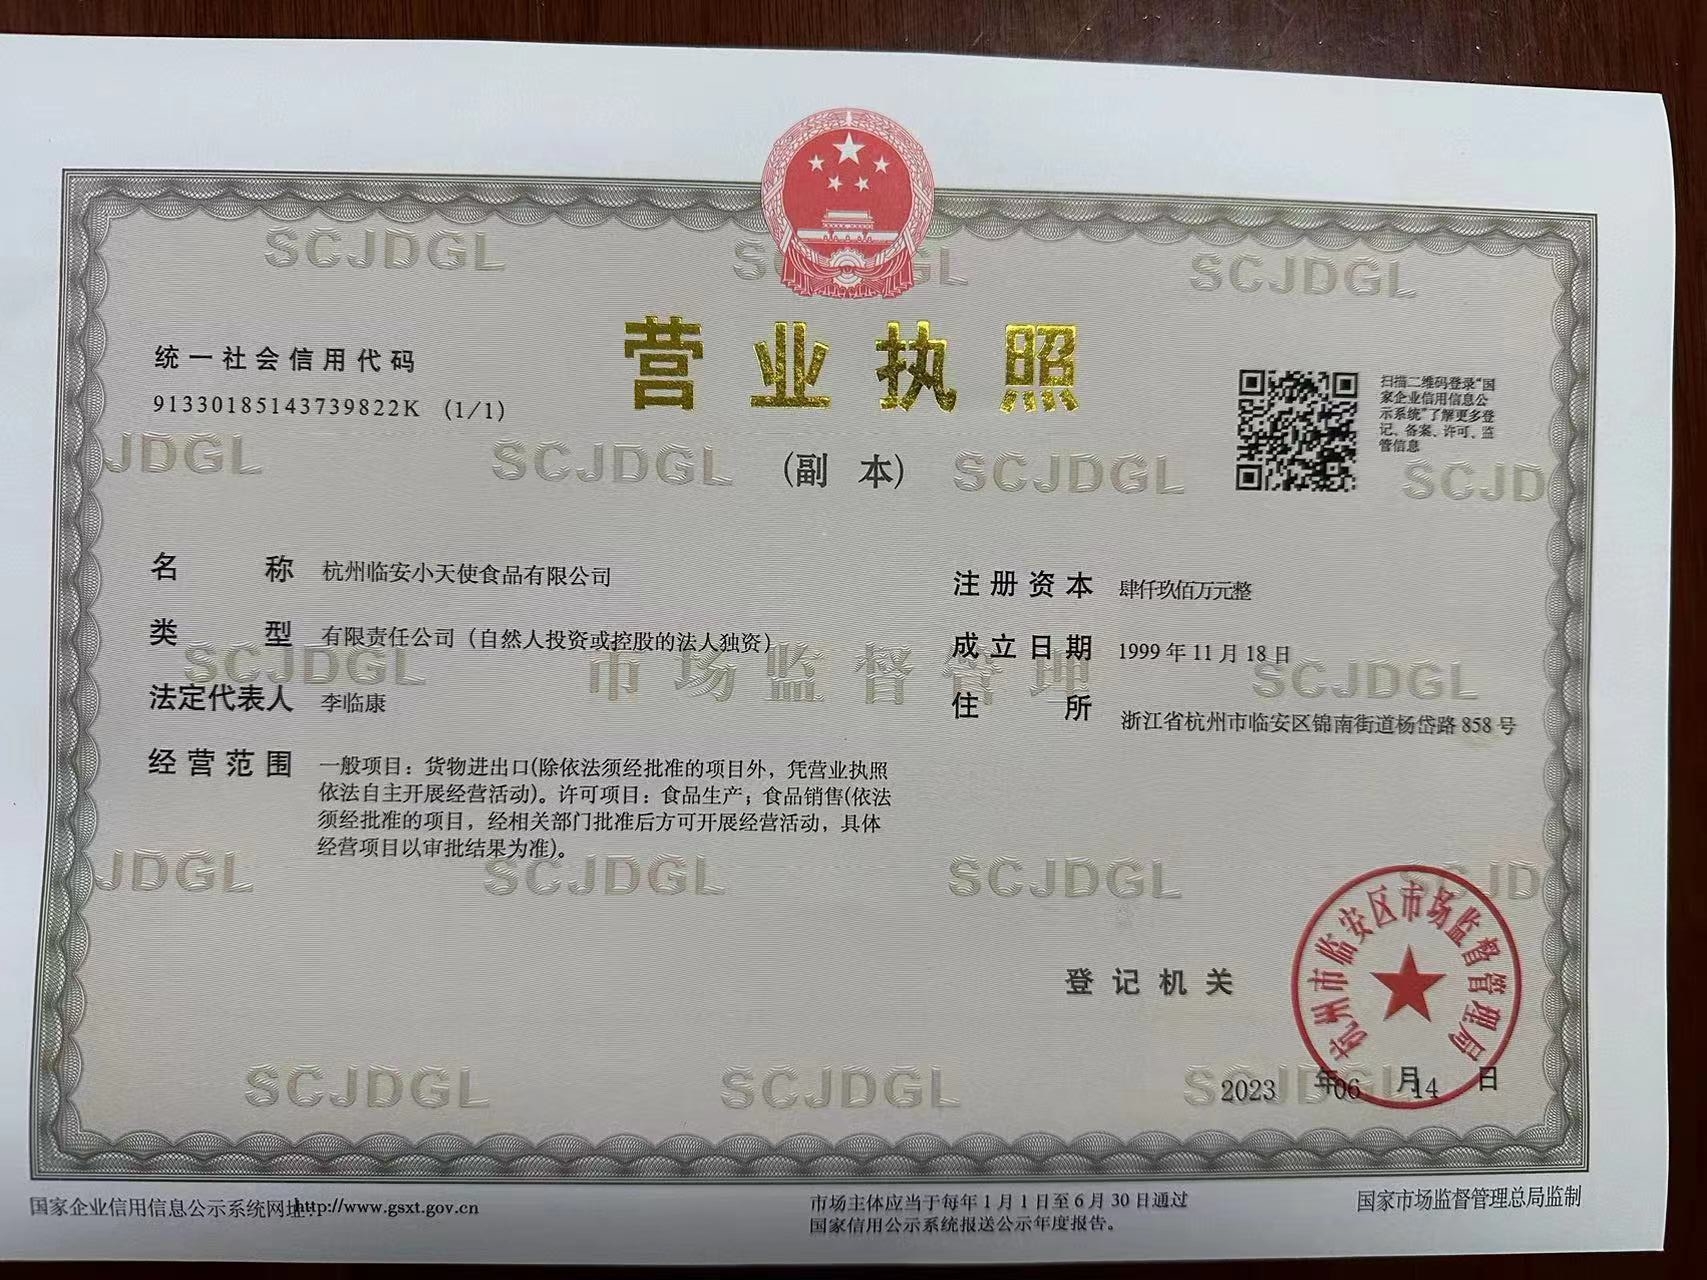 SCJDGL
SCJDGL
SCJDGL
营业执照
统一社会信用代码
91330185143739822K (1/1)
扫描二维码登录“国
家企业信用信息公
示系统”了解更多登
记、备案、许可、监
管信息
JDGL
SCJDGL
(副 本)
SCJDGL
SCJD
名 称 杭州临安小天使食品有限公司
注册资本 肆仟玖佰万元整
类 型 有限责任公司（自然人投资或控股的法人独资）
成立日期 1999 年 11 月 18 日
SCJDGL
市场监督管理
SCJDGL
法定代表人 李临康
住 所 浙江省杭州市临安区锦南街道杨岱路 858 号
经营范围 一般项目：货物进出口(除依法须经批准的项目外，凭营业执照
依法自主开展经营活动)。许可项目：食品生产；食品销售(依法
须经批准的项目，经相关部门批准后方可开展经营活动，具体
经营项目以审批结果为准)。
JDGL
SCJDGL
SCJDGL
SCJD
杭州市临安区市场监督管理局
登记机关
SCJDGL
SCJDGL
SCJDGL
2023 年 06 月 14 日
国家企业信用信息公示系统网址:http://www.gsxt.gov.cn
市场主体应当于每年 1 月 1 日至 6 月 30 日通过
国家信用公示系统报送公示年度报告。
国家市场监督管理总局监制